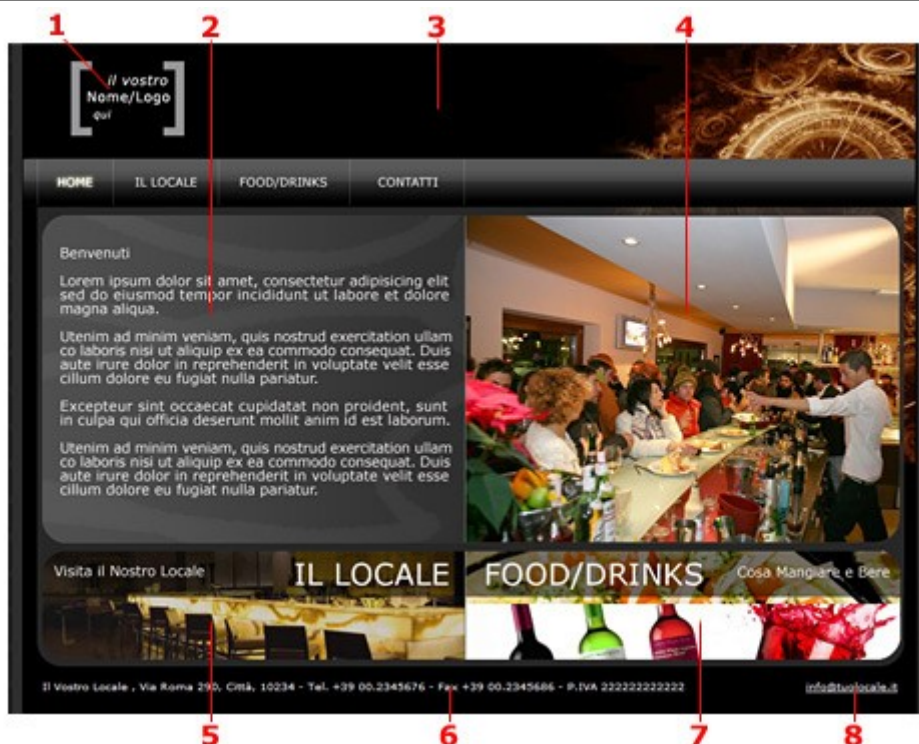 1 2 3 4
il vostro
Nome/Logo
qui
HOME IL LOCALE FOOD/DRINKS CONTATTI
Benvenuti
Lorem ipsum dolor sit amet, consectetur adipisicing elit
sed do eiusmod tempor incididunt ut labore et dolore
magna aliqua.
Utenim ad minim veniam, quis nostrud exercitation ullam
co laboris nisi ut aliquip ex ea commodo consequat. Duis
aute irure dolor in reprehenderit in voluptate velit esse
cillum dolore eu fugiat nulla pariatur.
Excepteur sint occaecat cupidatat non proident, sunt
in culpa qui officia deserunt mollit anim id est laborum.
Utenim ad minim veniam, quis nostrud exercitation ullam
co laboris nisi ut aliquip ex ea commodo consequat. Duis
aute irure dolor in reprehenderit in voluptate velit esse
cillum dolore eu fugiat nulla pariatur.
Visita il Nostro Locale IL LOCALE FOOD/DRINKS Cosa Mangiare e Bere
Il Vostro Locale , Via Roma 290, Città, 10234 - Tel. +39 00.2345676 - Fax +39 00.2345686 - P.IVA 222222222222 info@tuolocale.it
5 6 7 8